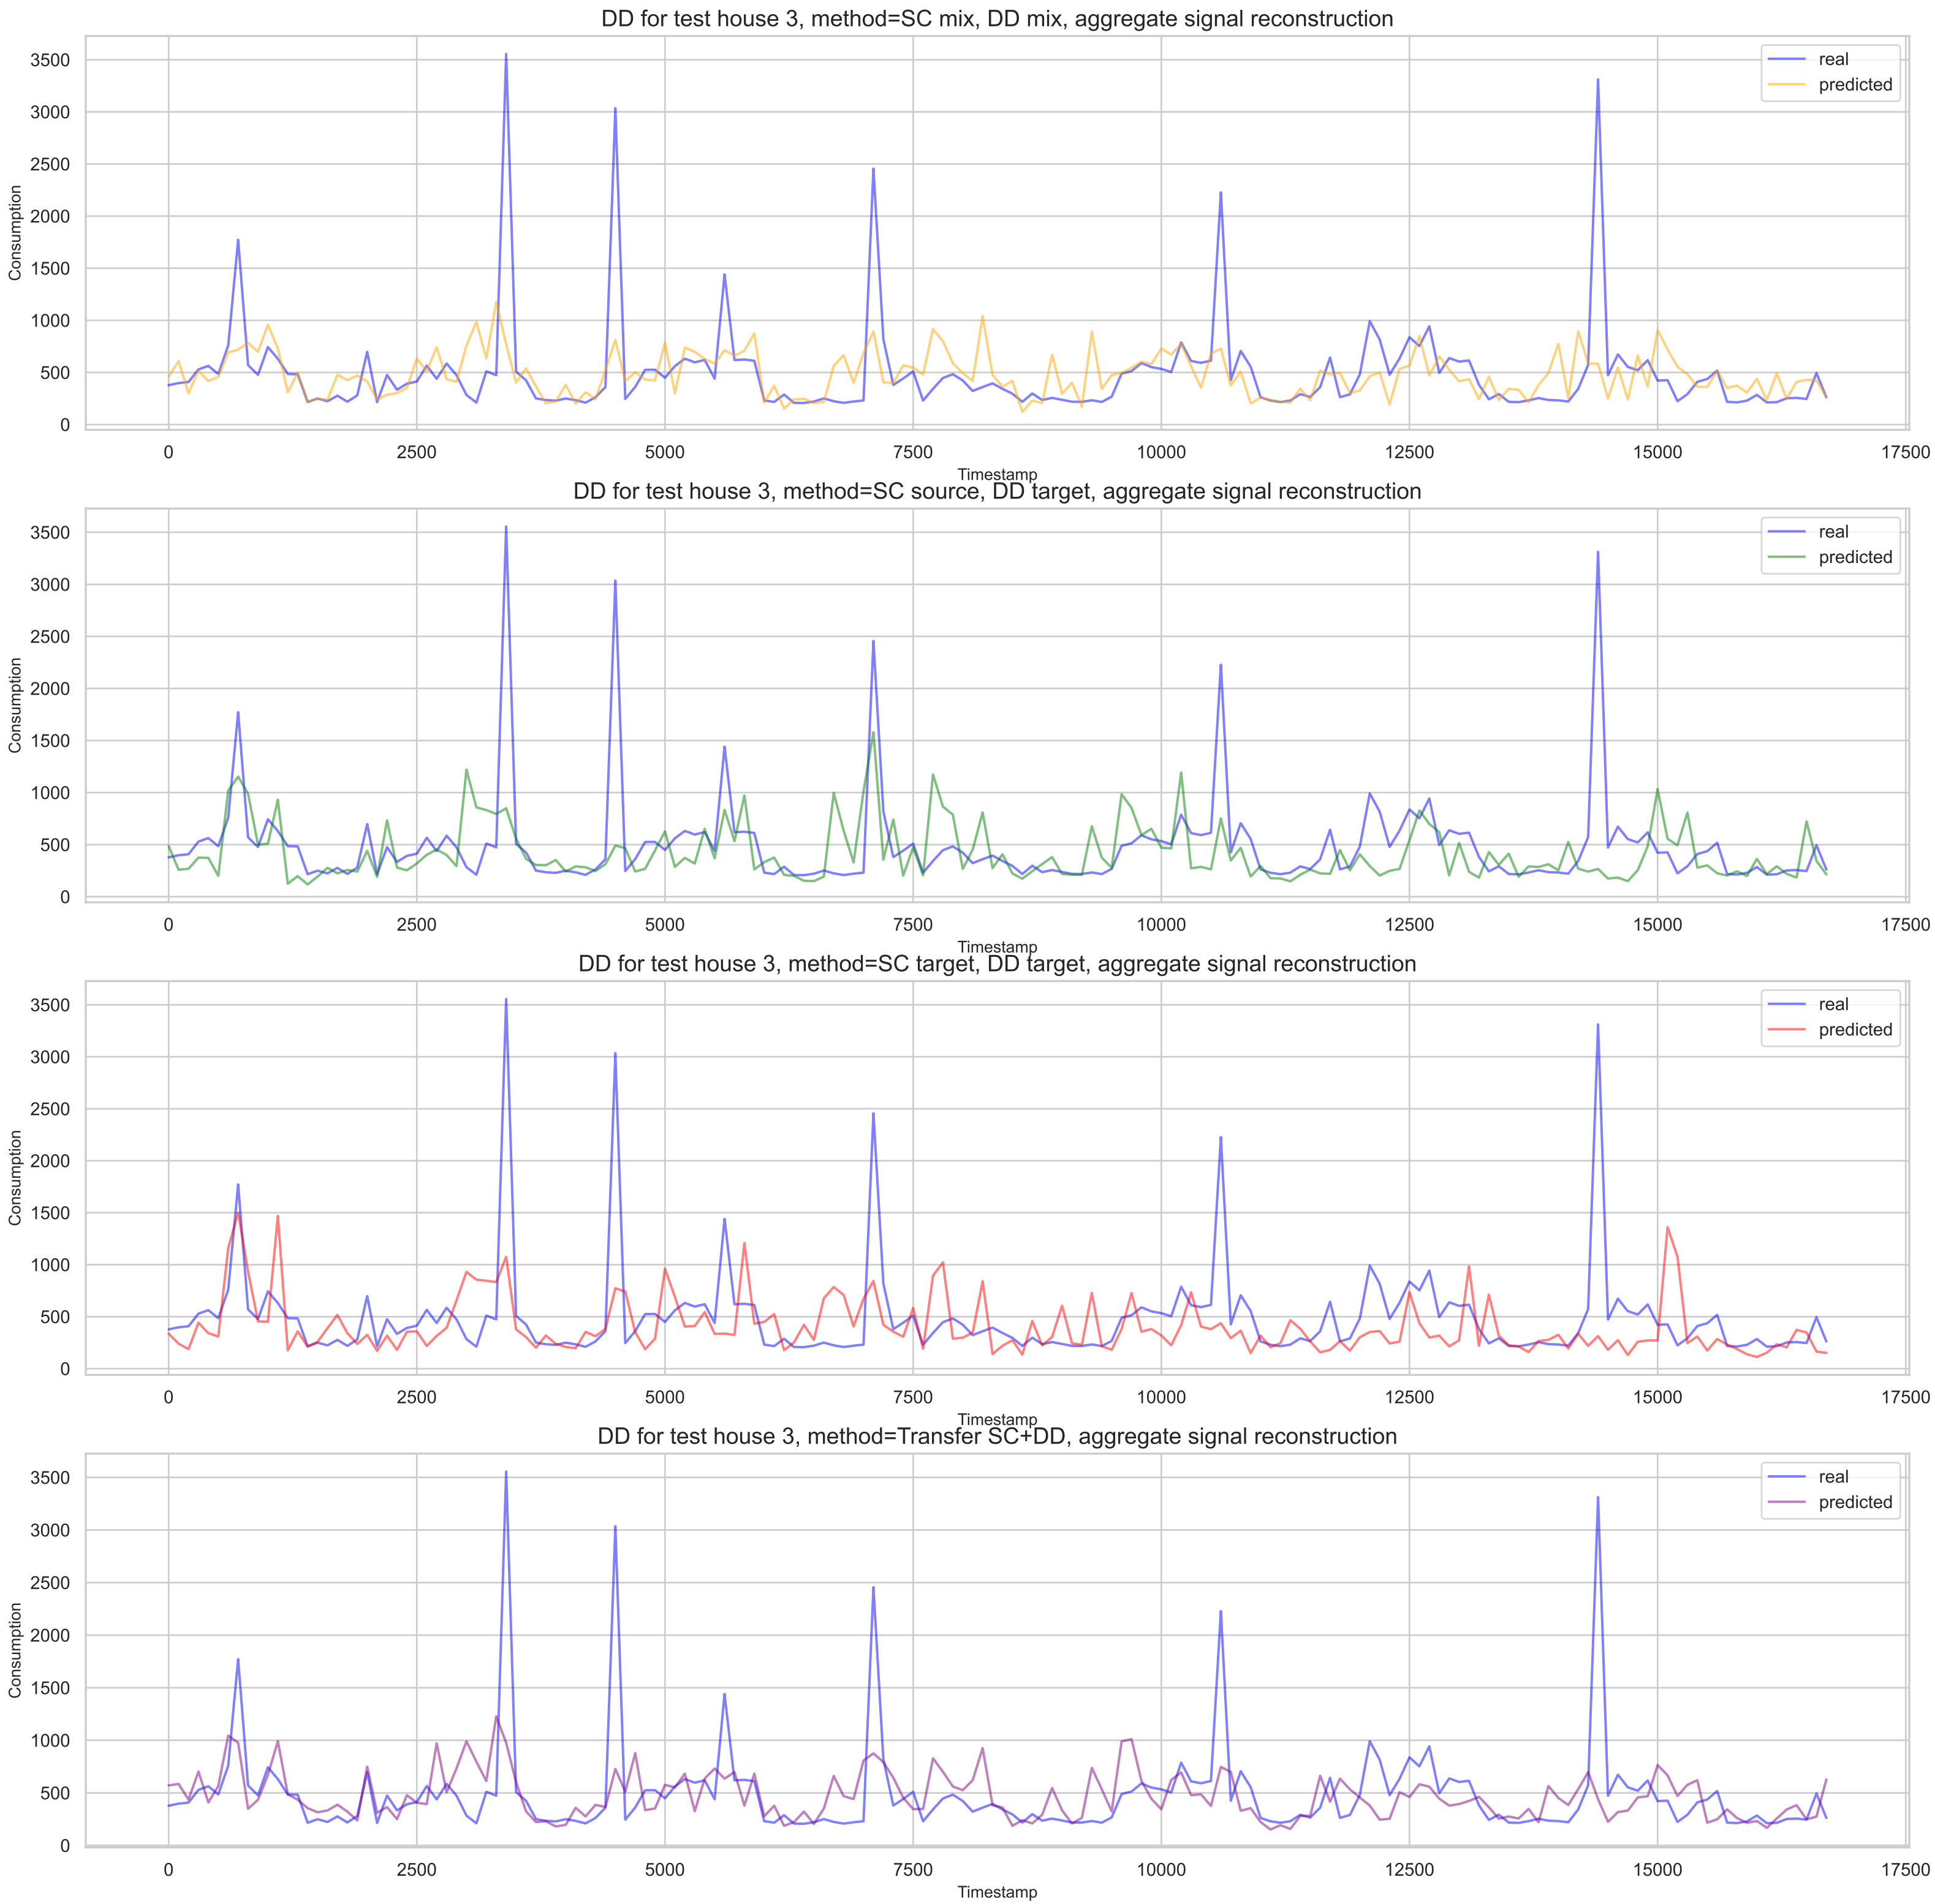 DD for test house 3, method=SC mix, DD mix, aggregate signal reconstruction
3500
3000
2500
2000
1500
1000
500
0
Consumption
real
predicted
0 2500 5000 7500 10000 12500 15000 17500
Timestamp
DD for test house 3, method=SC source, DD target, aggregate signal reconstruction
3500
3000
2500
2000
1500
1000
500
0
Consumption
real
predicted
0 2500 5000 7500 10000 12500 15000 17500
Timestamp
DD for test house 3, method=SC target, DD target, aggregate signal reconstruction
3500
3000
2500
2000
1500
1000
500
0
Consumption
real
predicted
0 2500 5000 7500 10000 12500 15000 17500
Timestamp
DD for test house 3, method=Transfer SC+DD, aggregate signal reconstruction
3500
3000
2500
2000
1500
1000
500
0
Consumption
real
predicted
0 2500 5000 7500 10000 12500 15000 17500
Timestamp